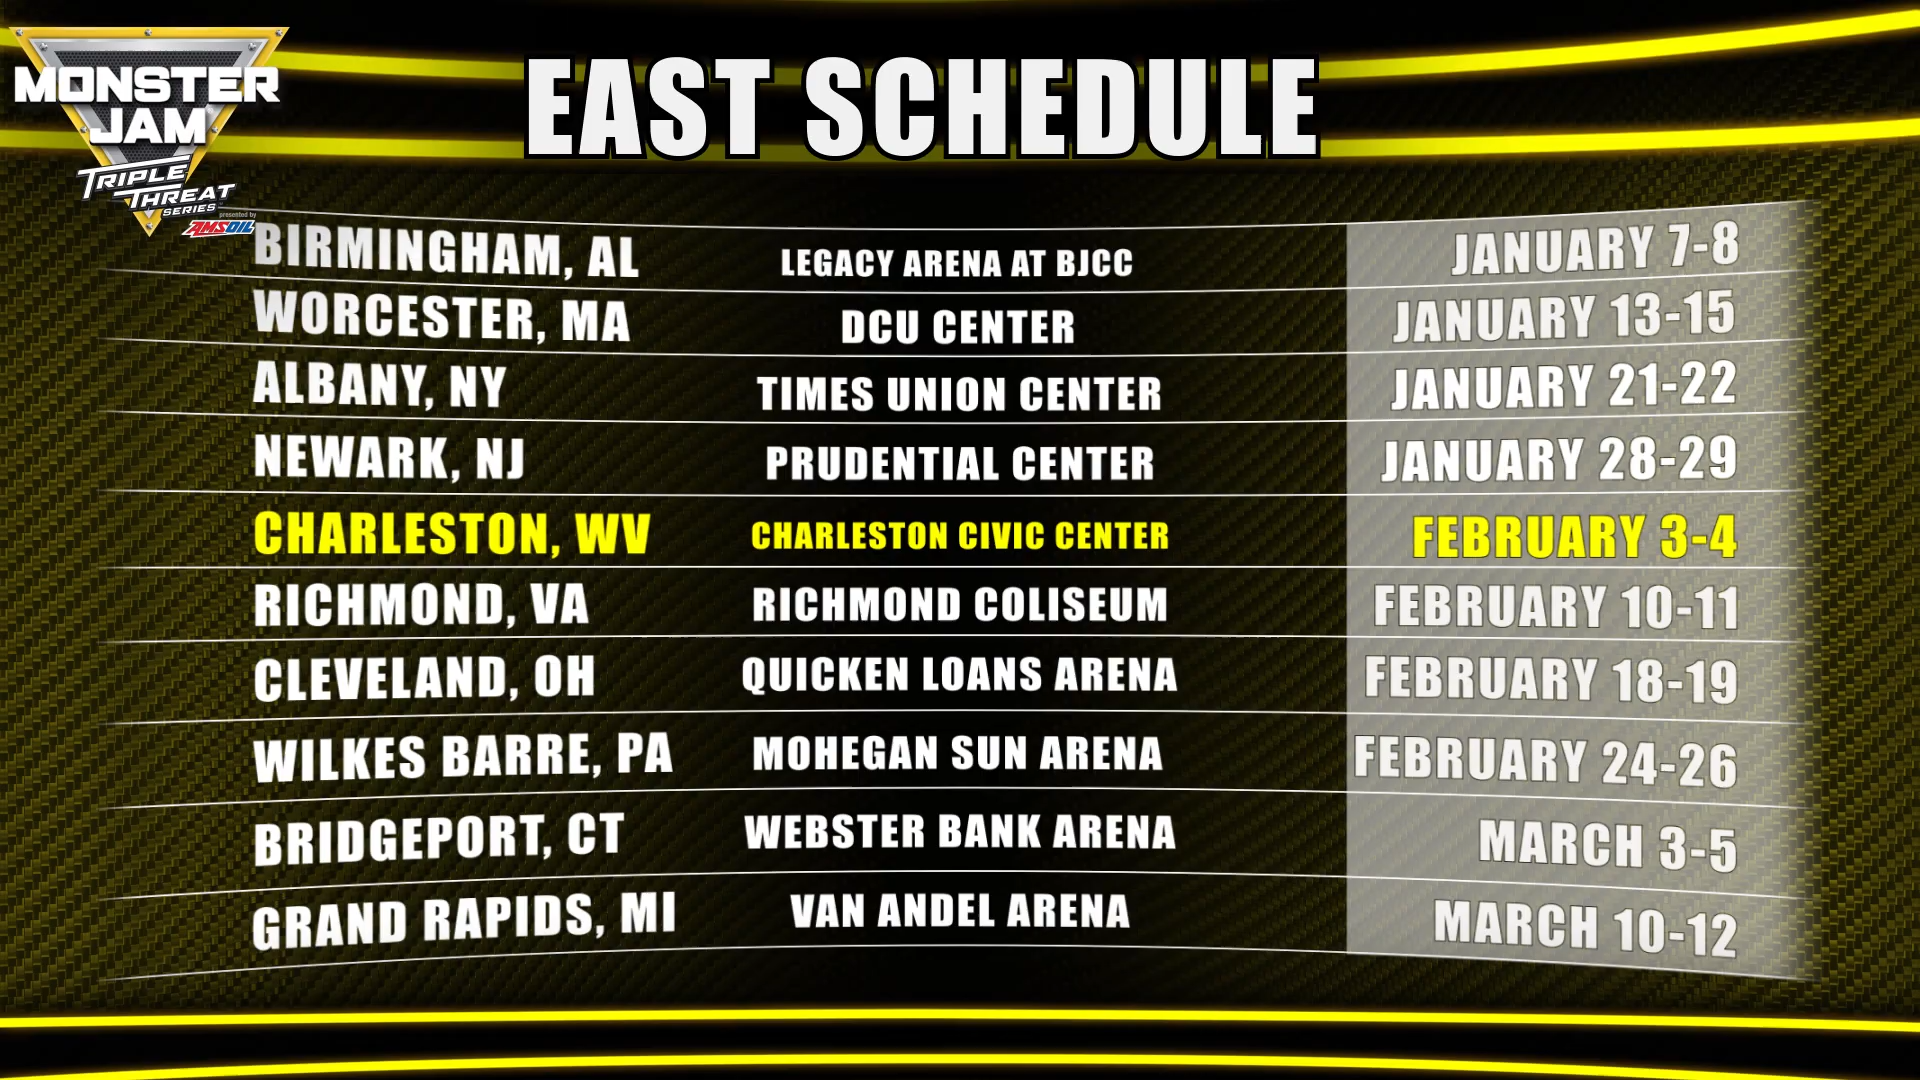 MONSTER
JAM
TRIPLE
THREAT
SERIES
presented by
AMSOIL
EAST SCHEDULE
BIRMINGHAM, AL LEGACY ARENA AT BJCC JANUARY 7-8
WORCESTER, MA DCU CENTER JANUARY 13-15
ALBANY, NY TIMES UNION CENTER JANUARY 21-22
NEWARK, NJ PRUDENTIAL CENTER JANUARY 28-29
CHARLESTON, WV CHARLESTON CIVIC CENTER FEBRUARY 3-4
RICHMOND, VA RICHMOND COLISEUM FEBRUARY 10-11
CLEVELAND, OH QUICKEN LOANS ARENA FEBRUARY 18-19
WILKES BARRE, PA MOHEGAN SUN ARENA FEBRUARY 24-26
BRIDGEPORT, CT WEBSTER BANK ARENA MARCH 3-5
GRAND RAPIDS, MI VAN ANDEL ARENA MARCH 10-12